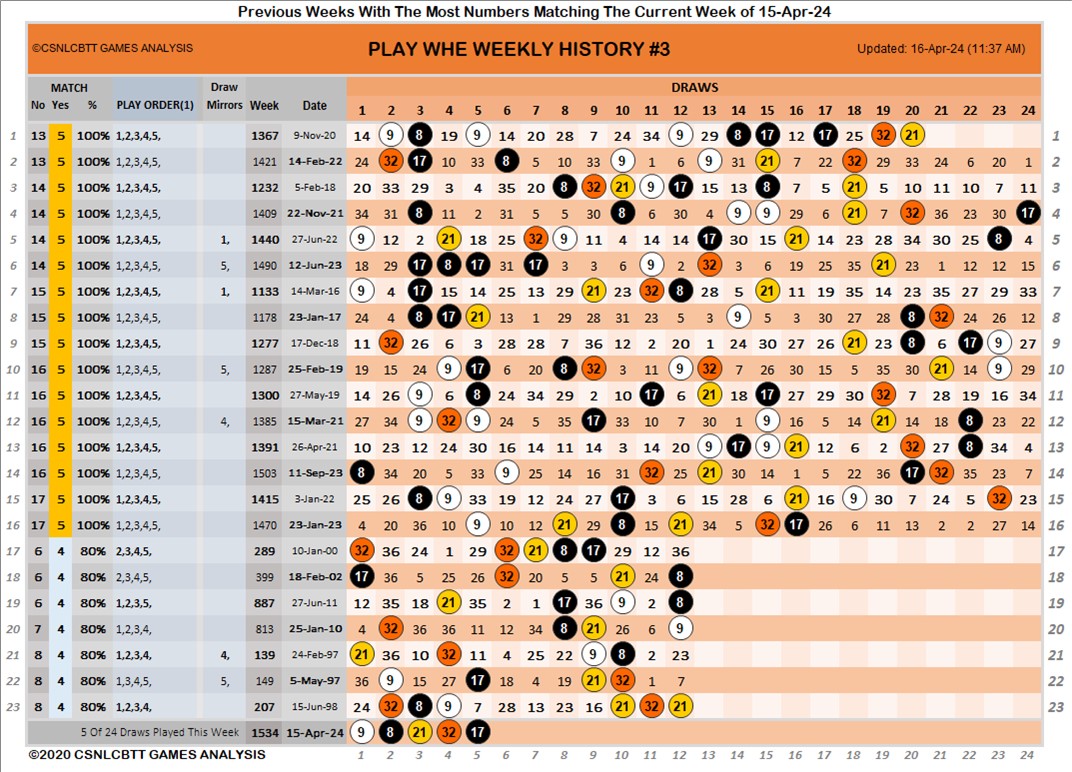 Previous Weeks With The Most Numbers Matching The Current Week of 15-Apr-24
©CSNLCBTT GAMES ANALYSIS PLAY WHE WEEKLY HISTORY #3 Updated: 16-Apr-24 (11:37 AM)
MATCH Draw DRAWS
No Yes % PLAY ORDER(1) Mirrors Week Date 1 2 3 4 5 6 7 8 9 10 11 12 13 14 15 16 17 18 19 20 21 22 23 24
1 13 5 100% 1,2,3,4,5, 1367 9-Nov-20 14 9 8 19 9 14 20 28 7 24 34 9 29 8 17 12 17 25 32 21 1
2 13 5 100% 1,2,3,4,5, 1421 14-Feb-22 24 32 17 10 33 8 5 10 33 9 1 6 9 31 21 7 22 32 29 33 24 6 20 1 2
3 14 5 100% 1,2,3,4,5, 1232 5-Feb-18 20 33 29 3 4 35 20 8 32 21 9 17 15 13 8 7 5 21 5 10 11 10 7 11 3
4 14 5 100% 1,2,3,4,5, 1409 22-Nov-21 34 31 8 11 2 31 5 5 30 8 6 30 4 9 9 29 6 21 7 32 36 23 30 17 4
5 14 5 100% 1,2,3,4,5, 1, 1440 27-Jun-22 9 12 2 21 18 25 32 9 11 4 14 14 17 30 15 21 14 23 28 34 30 25 8 4 5
6 14 5 100% 1,2,3,4,5, 5, 1490 12-Jun-23 18 29 17 8 17 31 17 3 3 6 9 2 32 3 6 19 25 35 21 23 1 12 12 15 6
7 14 5 100% 1,2,3,4,5, 1, 1133 14-Mar-16 9 4 17 15 14 25 13 29 21 23 32 8 28 5 21 11 19 35 14 23 35 27 29 33 7
8 15 5 100% 1,2,3,4,5, 1178 23-Jan-17 24 4 8 17 21 13 1 29 28 31 23 5 3 9 5 3 30 27 28 8 32 24 26 12 8
9 15 5 100% 1,2,3,4,5, 1277 17-Dec-18 11 32 26 6 3 28 28 7 36 12 2 20 1 24 30 27 26 21 23 8 6 17 9 27 9
10 16 5 100% 1,2,3,4,5, 5, 1287 25-Feb-19 19 15 24 9 17 7 20 8 32 3 11 9 32 7 26 30 15 5 35 30 21 14 9 29 10
11 16 5 100% 1,2,3,4,5, 1300 27-May-19 14 26 9 6 8 24 34 29 2 10 17 6 21 18 17 27 29 30 32 7 28 19 16 34 11
12 16 5 100% 1,2,3,4,5, 4, 1385 15-Mar-21 27 34 9 32 9 24 5 35 17 33 10 7 30 1 9 16 5 14 21 14 18 8 23 22 12
13 16 5 100% 1,2,3,4,5, 1391 26-Apr-21 10 23 12 24 30 16 14 11 14 3 14 20 9 17 9 21 12 6 2 32 27 8 34 4 13
14 16 5 100% 1,2,3,4,5, 1503 11-Sep-23 8 34 20 5 33 9 25 14 16 31 32 25 21 30 14 1 5 22 36 17 32 35 23 7 14
15 17 5 100% 1,2,3,4,5, 1415 3-Jan-22 25 26 8 9 33 19 12 24 27 17 3 6 15 28 6 21 16 9 30 7 24 5 32 23 15
16 17 5 100% 1,2,3,4,5, 1470 23-Jan-23 4 20 36 10 9 10 12 21 29 8 15 21 34 5 32 17 26 6 11 13 2 2 27 14 16
17 6 4 80% 2,3,4,5, 289 10-Jan-00 32 36 24 1 29 32 21 8 17 29 12 36 17
18 6 4 80% 2,3,4,5, 399 18-Feb-02 17 36 5 25 26 32 20 5 5 21 24 8 18
19 6 4 80% 1,2,3,5, 887 27-Jun-11 12 35 18 21 35 2 1 17 36 9 2 8 19
20 7 4 80% 1,2,3,4, 813 25-Jan-10 4 32 36 36 11 12 34 8 21 26 6 9 20
21 8 4 80% 1,2,3,4, 4, 139 24-Feb-97 21 36 10 32 11 4 25 22 9 8 2 23 21
22 8 4 80% 1,3,4,5, 5, 149 5-May-97 36 9 15 27 17 18 4 19 21 32 1 7 22
23 8 4 80% 1,2,3,4, 207 15-Jun-98 24 32 8 9 7 28 13 23 16 21 32 21 23
5 Of 24 Draws Played This Week 1534 15-Apr-24 9 8 21 32 17
©2020 CSNLCBTT GAMES ANALYSIS 1 2 3 4 5 6 7 8 9 10 11 12 13 14 15 16 17 18 19 20 21 22 23 24